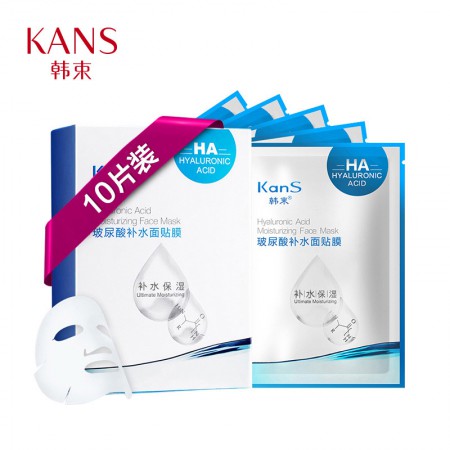 KANS
韩束
10片装
Kan
HA
HYALURONIC
ACID
luronic Acid
Moisturizing Face Mask
玻尿酸补水面贴膜
补水保湿
Ultimate Moisturizing
HA
HYALURONIC
ACID
KanS
韩束®
Hyaluronic Acid
Moisturizing Face Mask
玻尿酸补水面贴膜
补水保湿
Ultimate Moisturizing